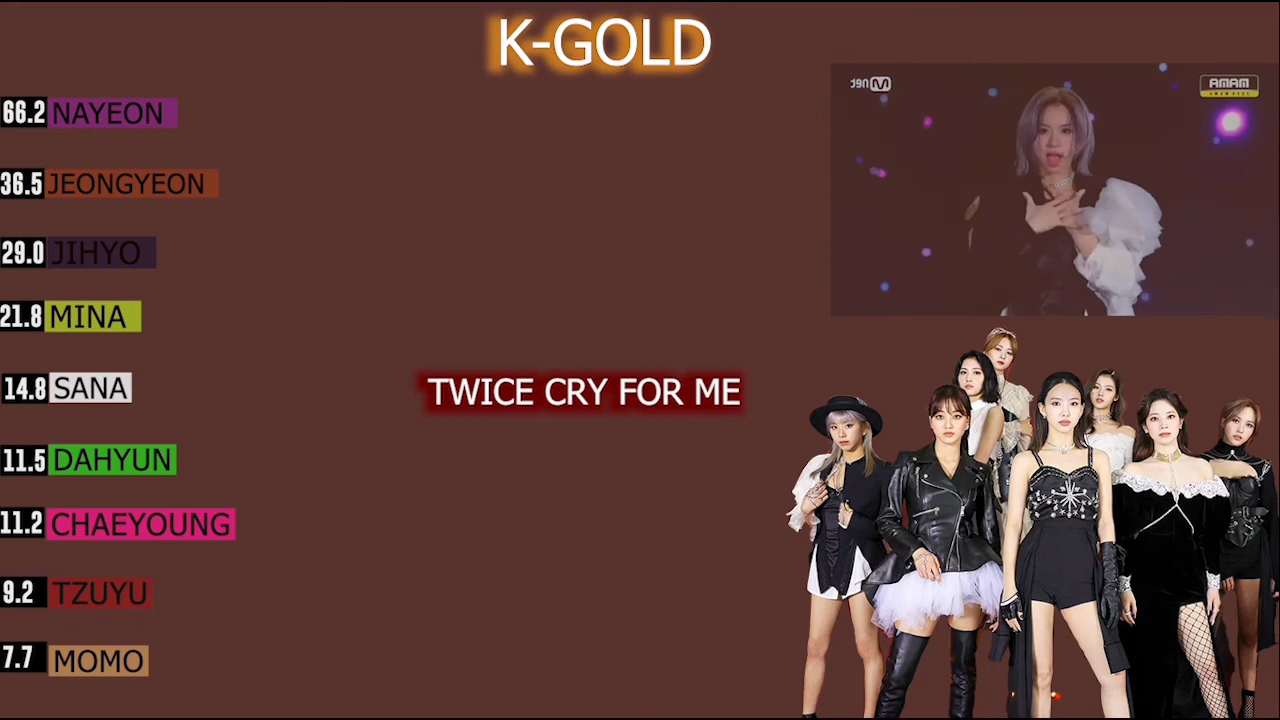 K-GOLD
66.2 NAYEON
36.5 JEONGYEON
29.0 JIHYO
21.8 MINA
14.8 SANA
11.5 DAHYUN
11.2 CHAEYOUNG
9.2 TZUYU
7.7 MOMO
TWICE CRY FOR ME